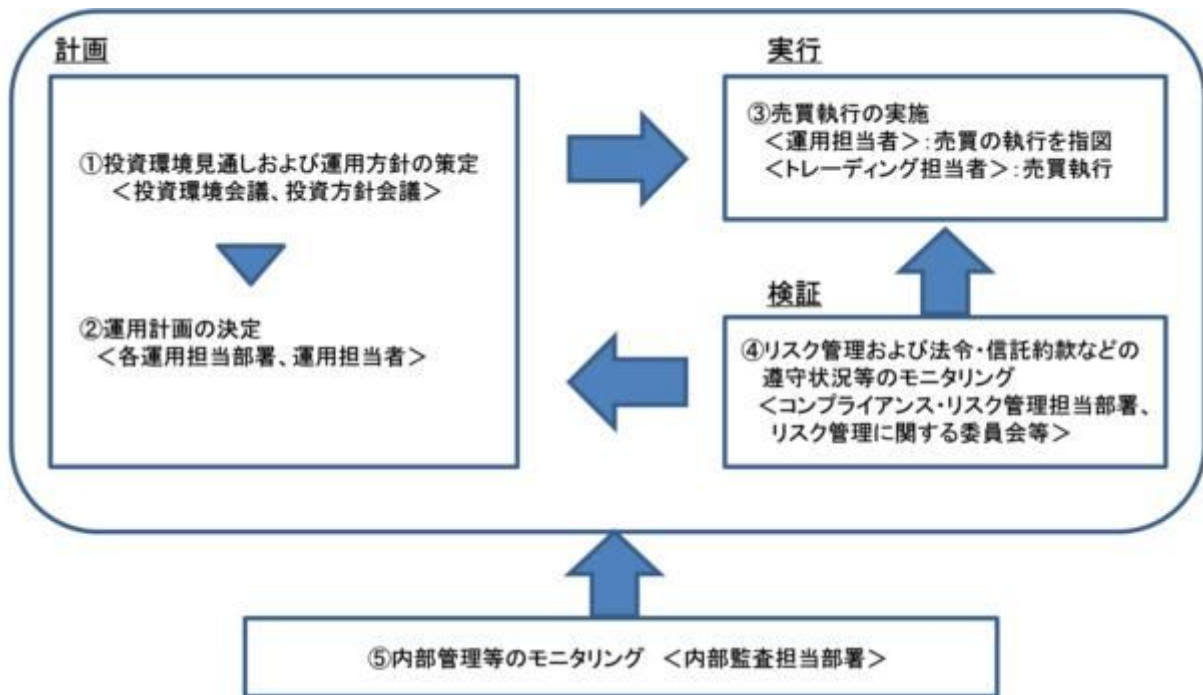 計画
①投資環境見通しおよび運用方針の策定
＜投資環境会議、投資方針会議＞
②運用計画の決定
＜各運用担当部署、運用担当者＞
実行
③売買執行の実施
＜運用担当者＞：売買の執行を指図
＜トレーディング担当者＞：売買執行
検証
④リスク管理および法令・信託約款などの
遵守状況等のモニタリング
＜コンプライアンス・リスク管理担当部署、
リスク管理に関する委員会等＞
⑤内部管理等のモニタリング ＜内部監査担当部署＞